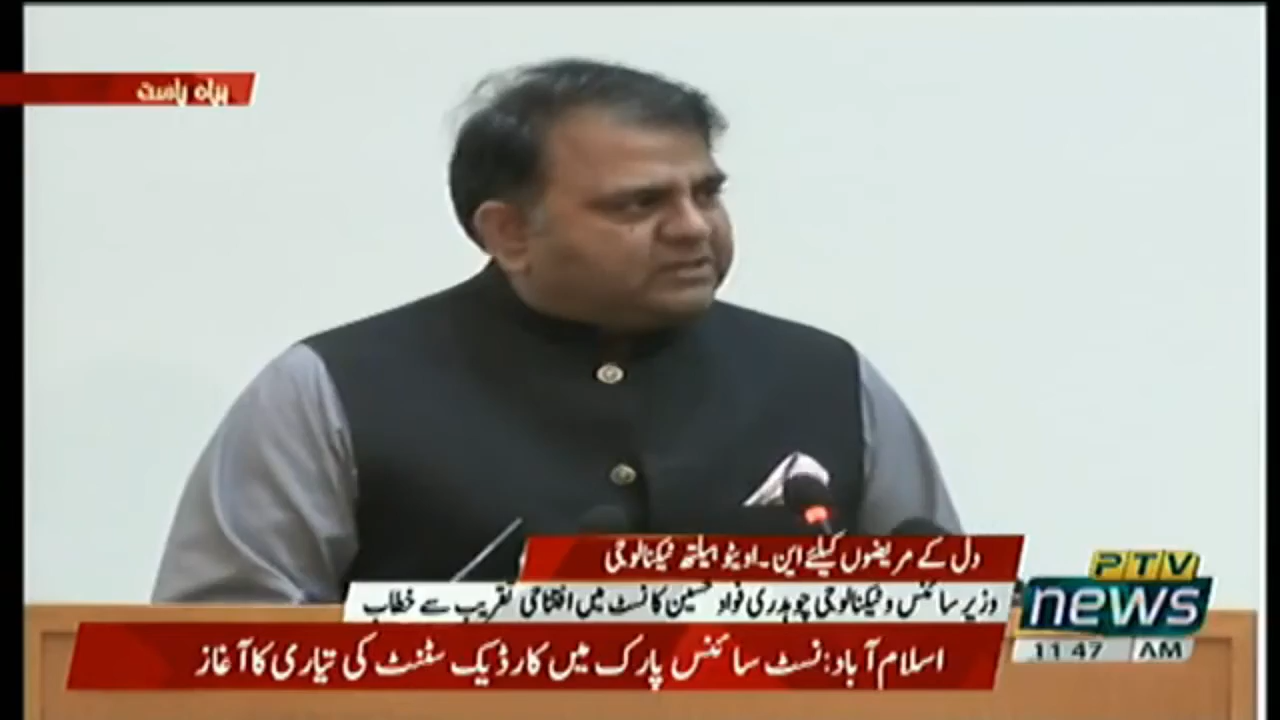 براہ راست
دل کے مریضوں کیلئے این۔اویٹو ہیلتھ ٹیکنالوجی
وزیر سائنس و ٹیکنالوجی چوہدری فواد حسین کا نسٹ میں افتتاحی تقریب سے خطاب
اسلام آباد: نسٹ سائنس پارک میں کارڈیک سٹنٹ کی تیاری کا آغاز
PTV
news
11:47 AM